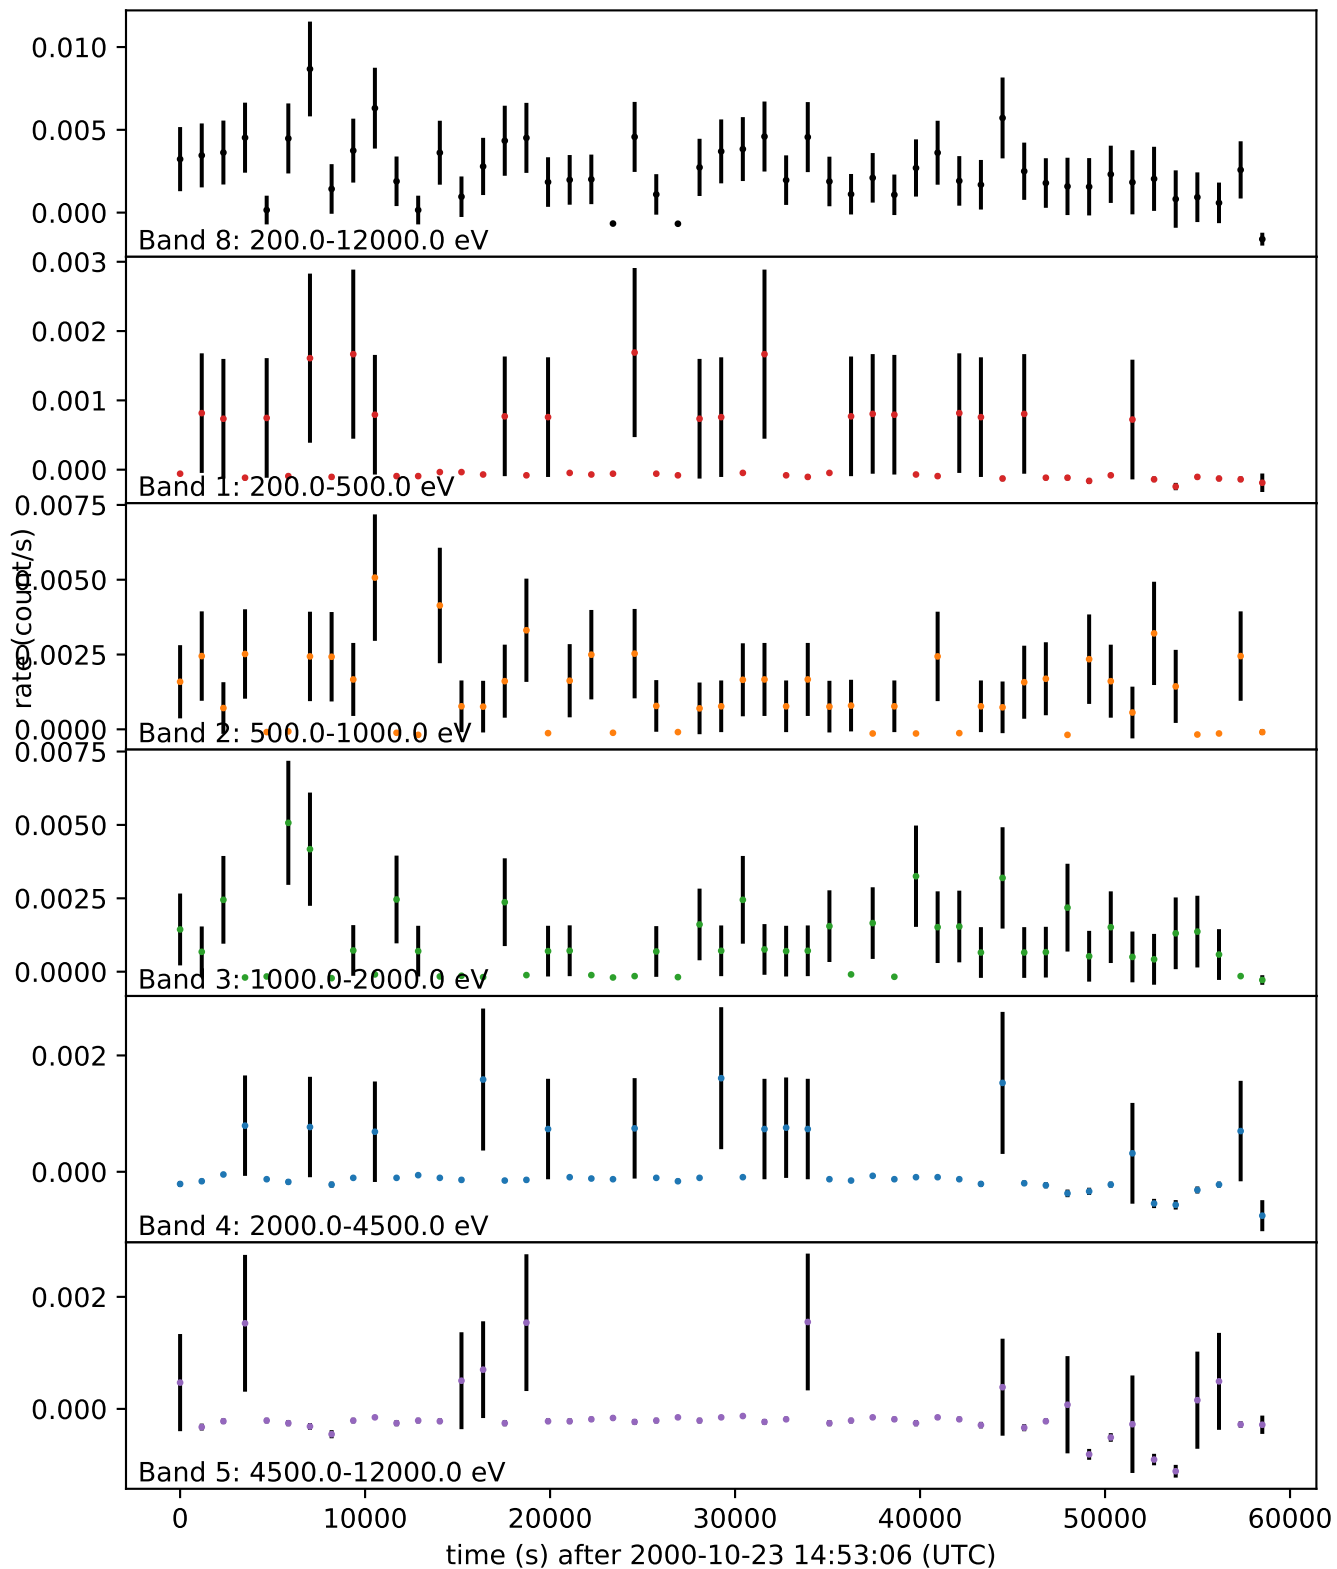 0.010
0.005
0.000
Band 8: 200.0-12000.0 eV
0.003
0.002
0.001
0.000
Band 1: 200.0-500.0 eV
rate (count/s)
0.0075
0.0050
0.0025
0.0000
Band 2: 500.0-1000.0 eV
0.0075
0.0050
0.0025
0.0000
Band 3: 1000.0-2000.0 eV
0.002
0.000
Band 4: 2000.0-4500.0 eV
0.002
0.000
Band 5: 4500.0-12000.0 eV
0 10000 20000 30000 40000 50000 60000
time (s) after 2000-10-23 14:53:06 (UTC)